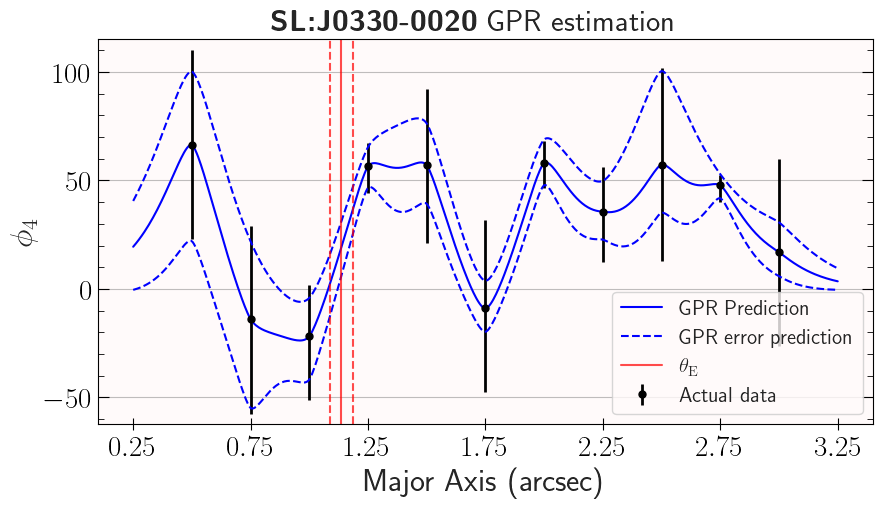 SL:J0330-0020 GPR estimation
100
50
0
−50
ϕ4
GPR Prediction
GPR error prediction
θE
Actual data
0.25 0.75 1.25 1.75 2.25 2.75 3.25
Major Axis (arcsec)